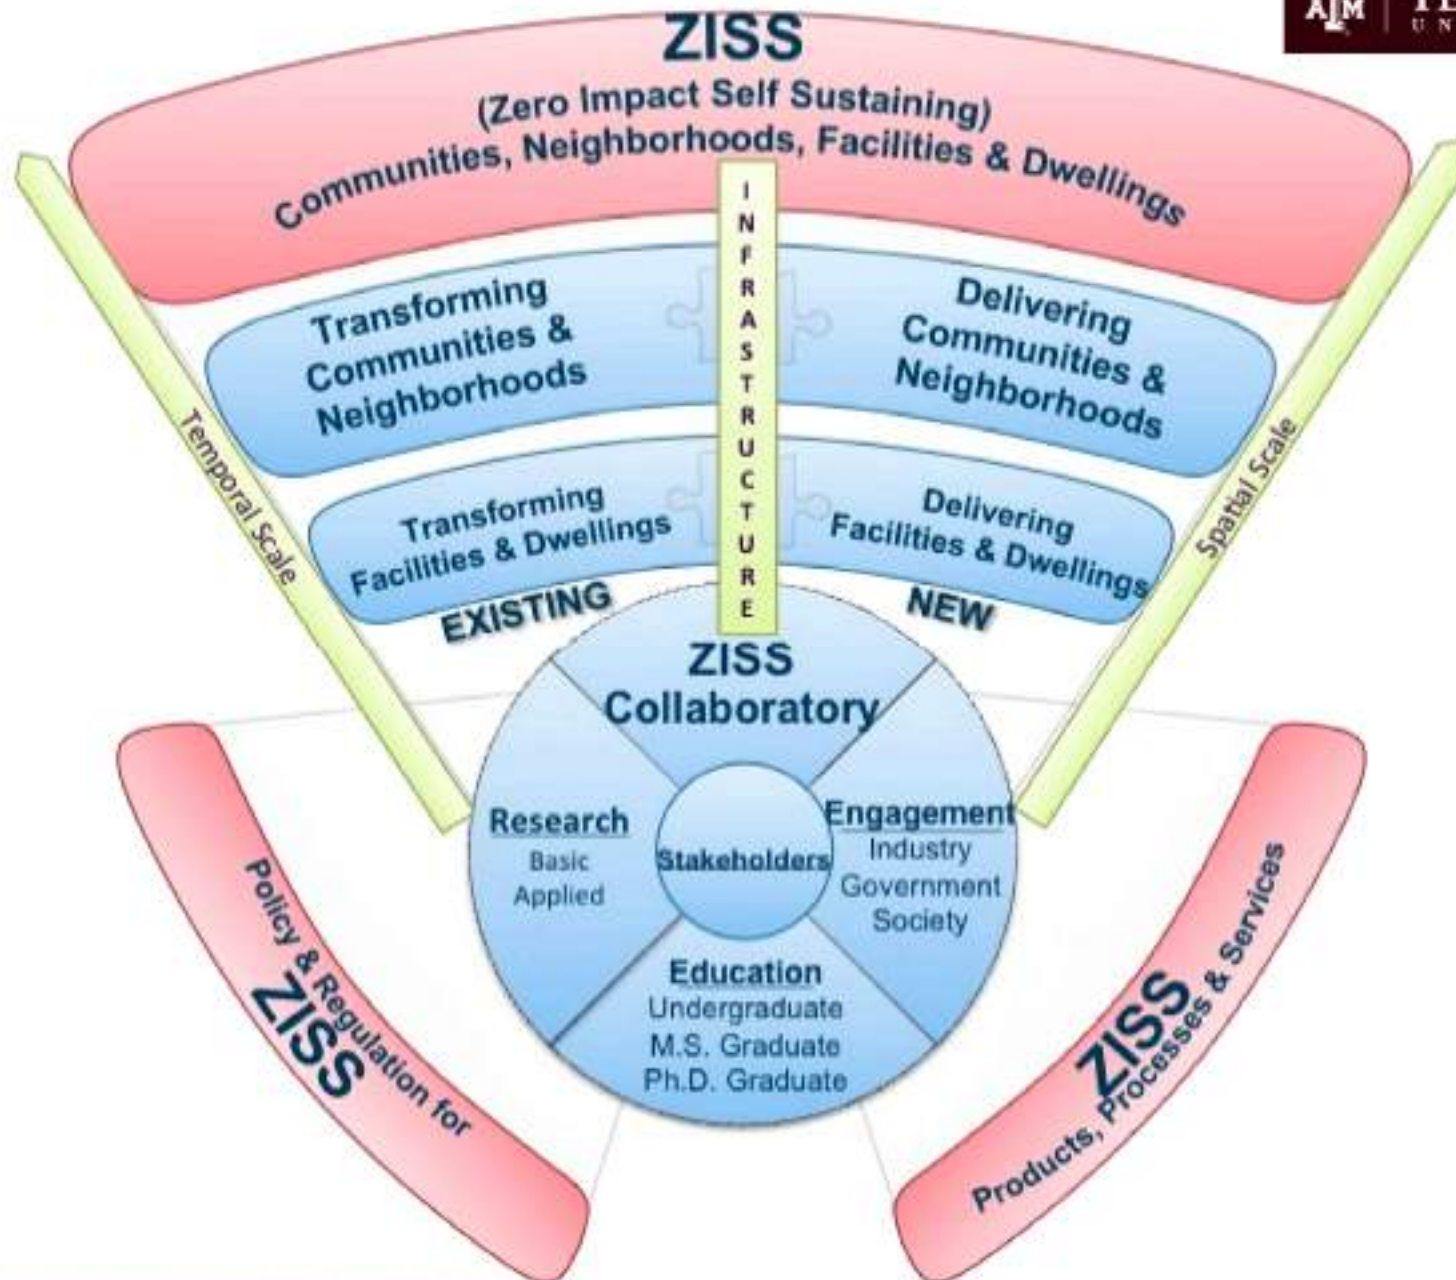 ZISS
(Zero Impact Self Sustaining)
Communities, Neighborhoods, Facilities & Dwellings
INFRASTRUCTURE
Transforming
Communities &
Neighborhoods
Delivering
Communities &
Neighborhoods
Temporal Scale
Spatial Scale
Transforming
Facilities & Dwellings
Delivering
Facilities & Dwellings
EXISTING
NEW
ZISS
Collaboratory
Research
Basic
Applied
Stakeholders
Engagement
Industry
Government
Society
Education
Undergraduate
M.S. Graduate
Ph.D. Graduate
Policy & Regulation for
ZISS
ZISS
Products, Processes & Services
A|M